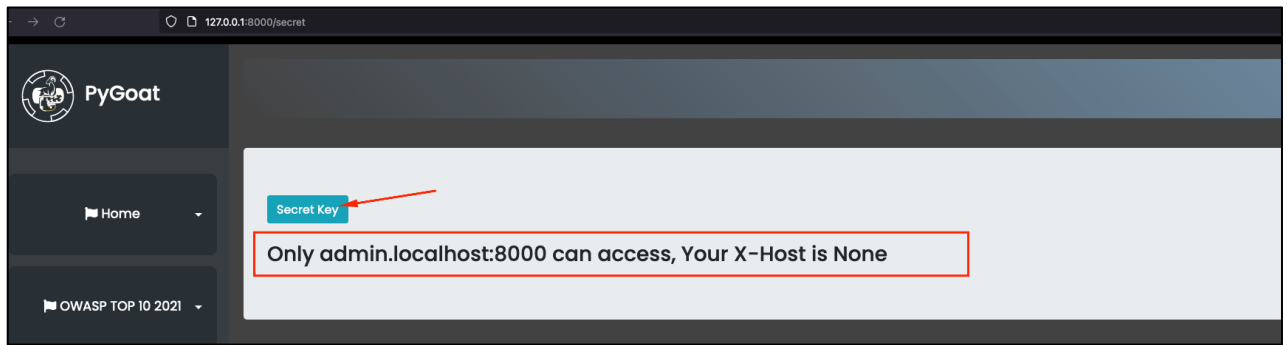 127.0.0.1:8000/secret
PyGoat
Home
OWASP TOP 10 2021
Secret Key
Only admin.localhost:8000 can access, Your X-Host is None